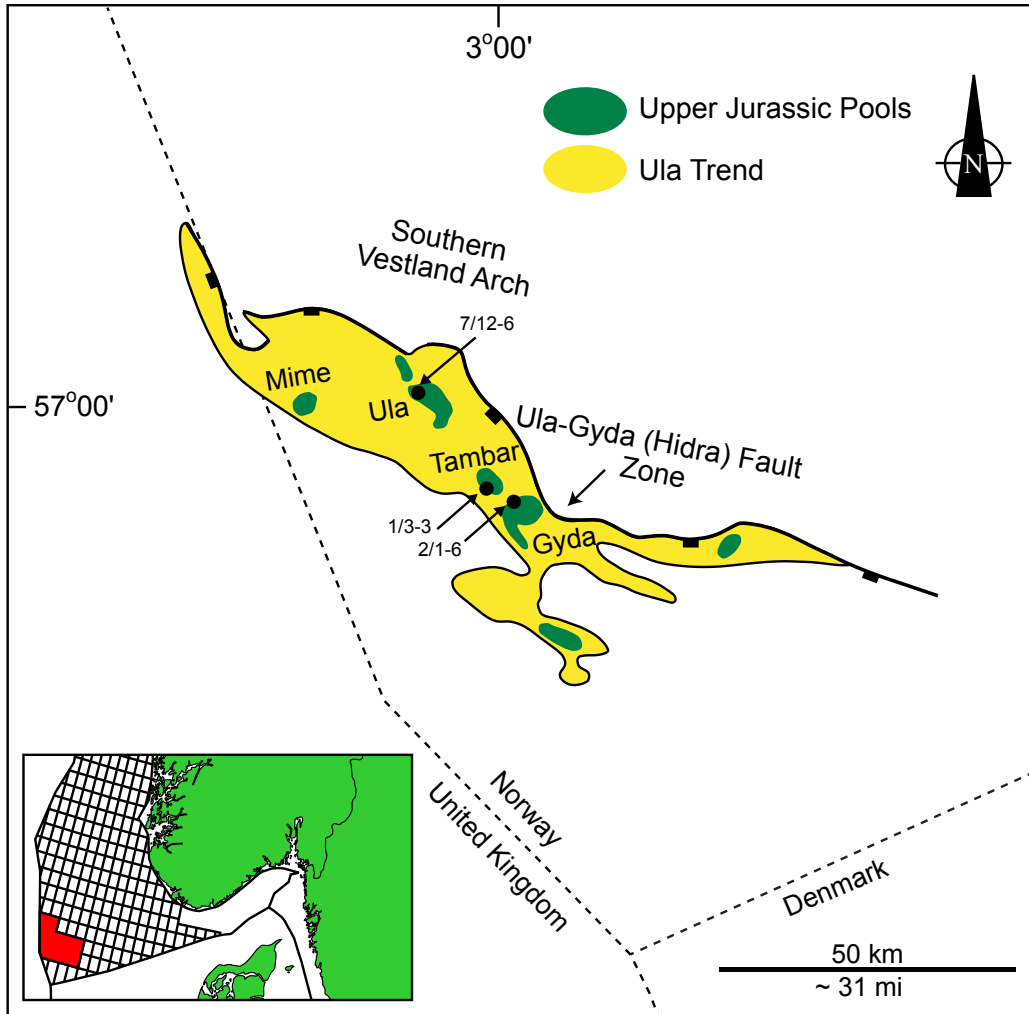 3°00'
Upper Jurassic Pools
Ula Trend
N
Southern
Vestland Arch
7/12-6
Mime
57°00'
Ula
Ula-Gyda (Hidra) Fault
Zone
Tambar
1/3-3
2/1-6
Gyda
Norway
United Kingdom
Denmark
50 km
~ 31 mi